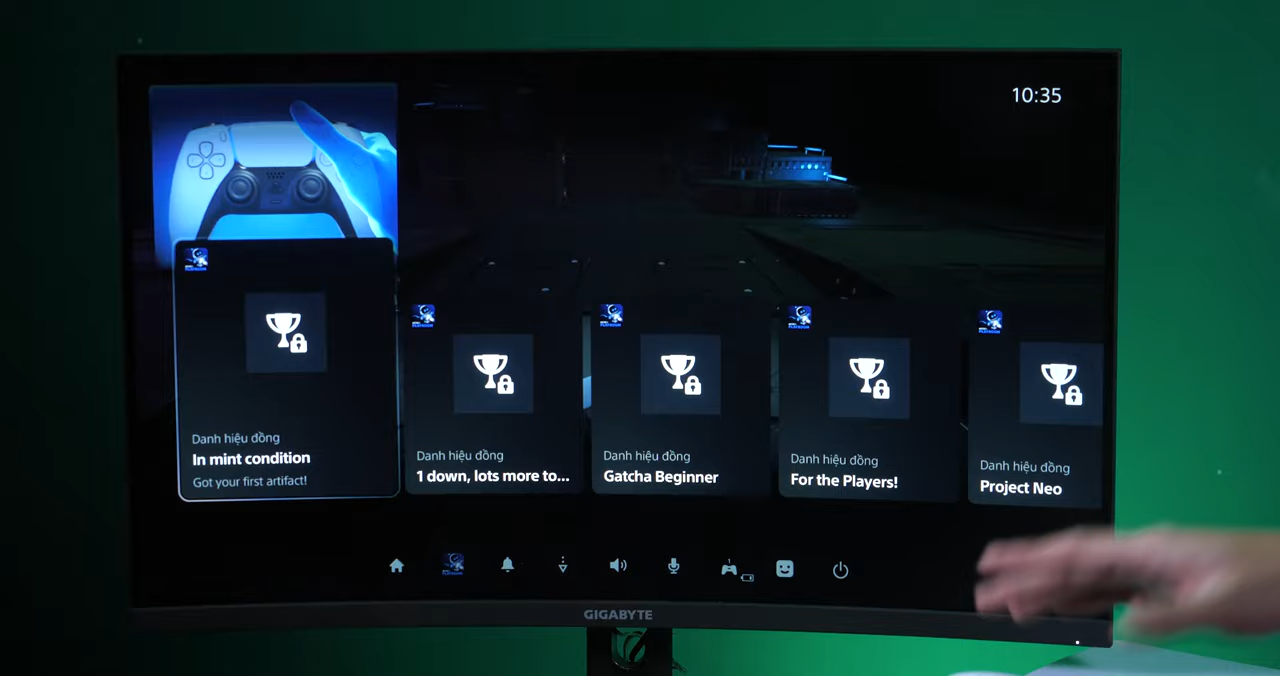 10:35
Danh hiệu đồng
In mint condition
Got your first artifact!
Danh hiệu đồng
1 down, lots more to...
Danh hiệu đồng
Gatcha Beginner
Danh hiệu đồng
For the Players!
Danh hiệu đồng
Project Neo
GIGABYTE